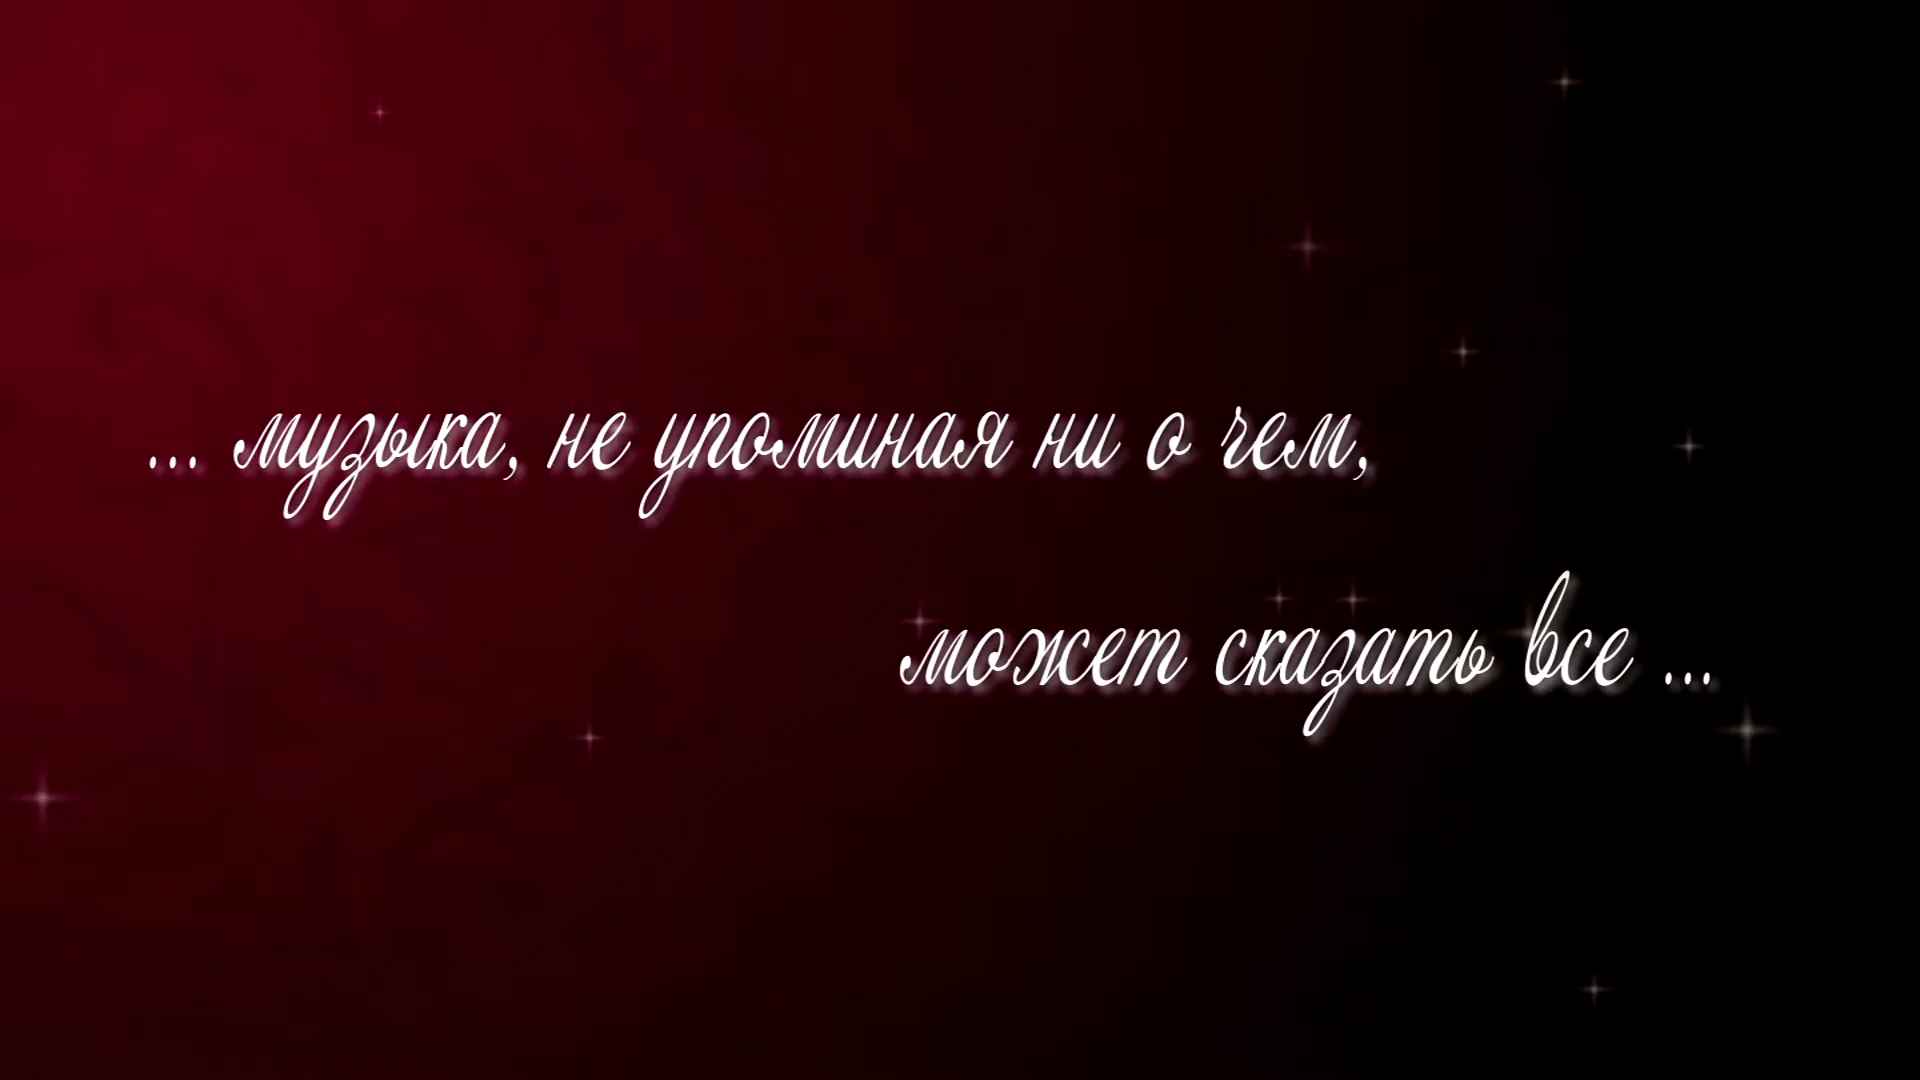 ... музыка, не упоминая ни о чем,
может сказать все ...